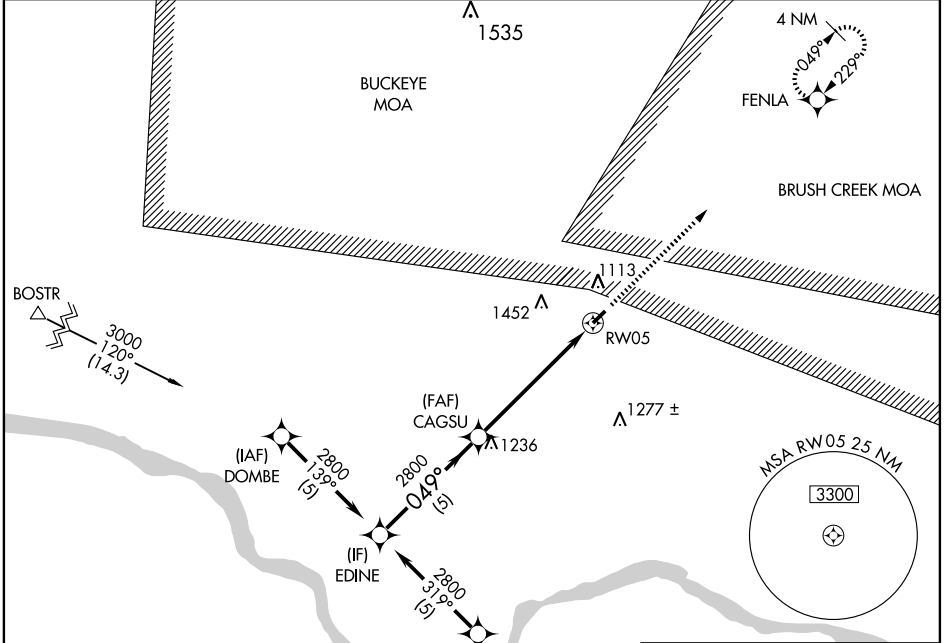 1535
4 NM
049°
229°
FENLA
BUCKEYE
MOA
BRUSH CREEK MOA
BOSTR
3000
120°
(14.3)
1452
1113
RW05
(FAF)
CAGSU
1277 ±
1236
(IAF)
DOMBE
2800
139°
(5)
2800
049°
(5)
(IF)
EDINE
2800
319°
(5)
MSA RW05 25 NM
3300